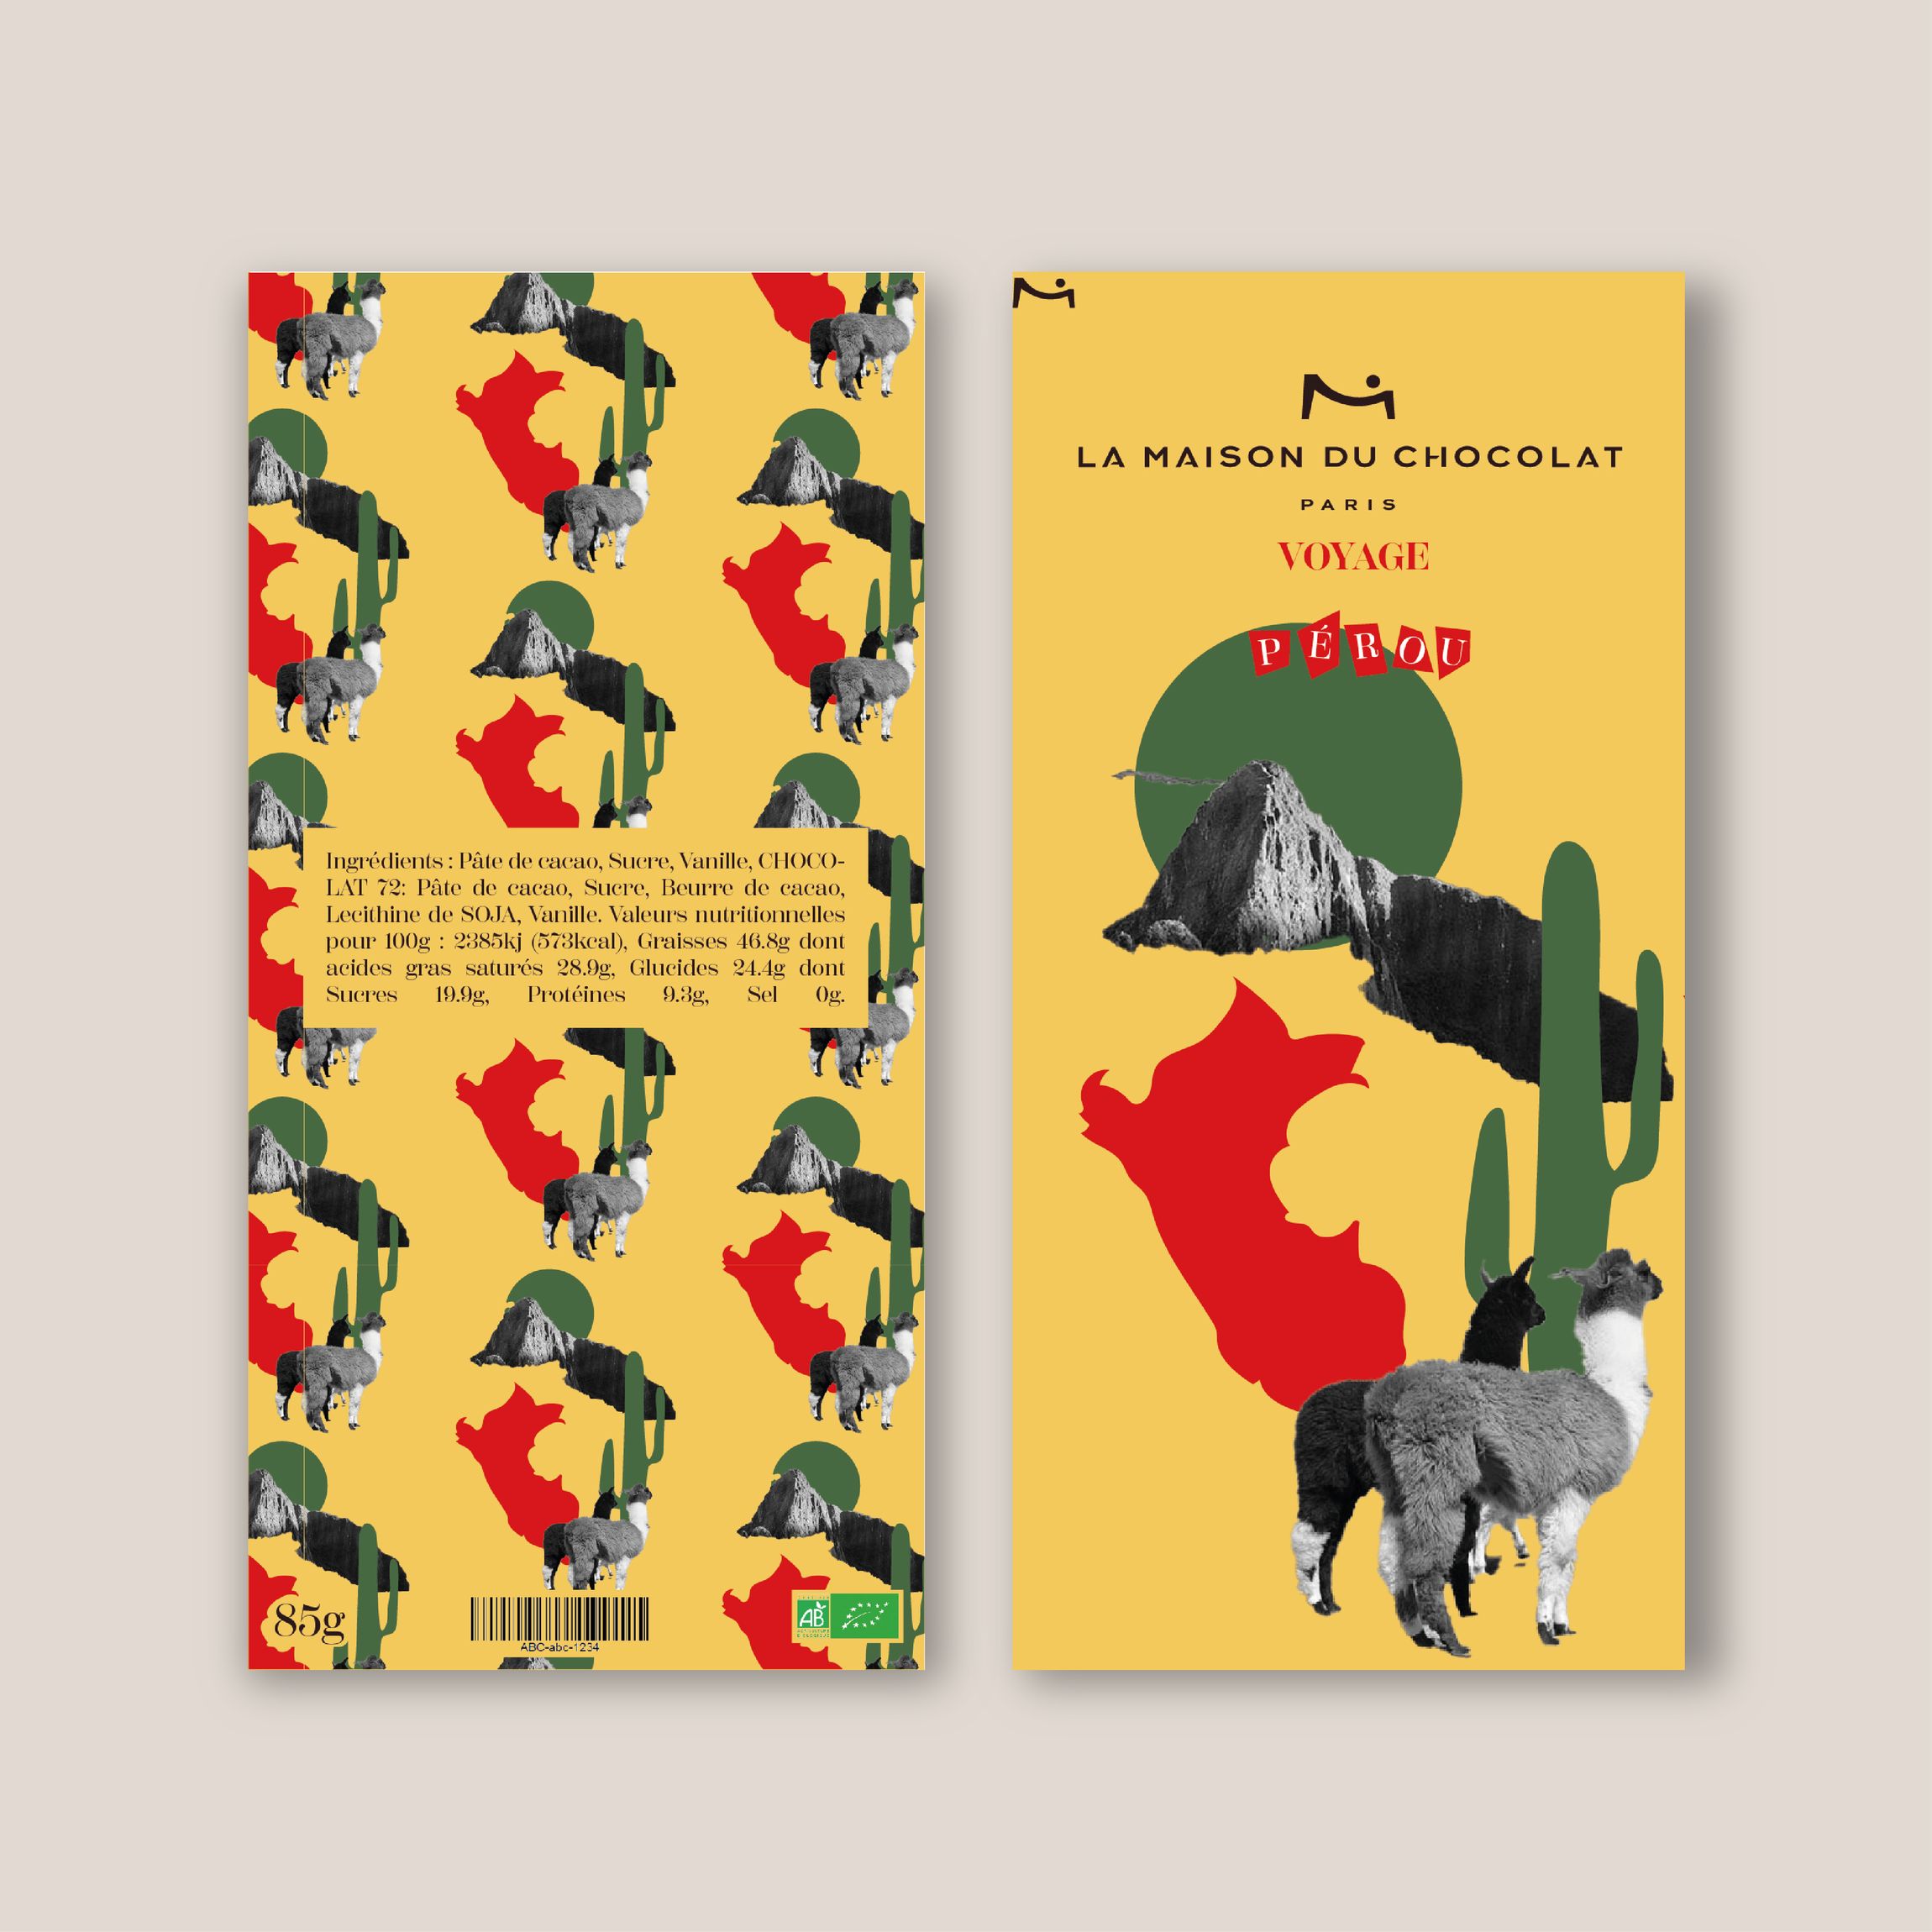 Ingrédients : Pâte de cacao, Sucre, Vanille, CHOCO-
LAT 72: Pâte de cacao, Sucre, Beurre de cacao,
Lecithine de SOJA, Vanille. Valeurs nutritionnelles
pour 100g : 2385kj (573kcal), Graisses 46.8g dont
acides gras saturés 28.9g, Glucides 24.4g dont
Sucres 19.9g, Protéines 9.3g, Sel 0g.
85g
ABC-abc-1234
AB
LA MAISON DU CHOCOLAT
PARIS
VOYAGE
PÉROU